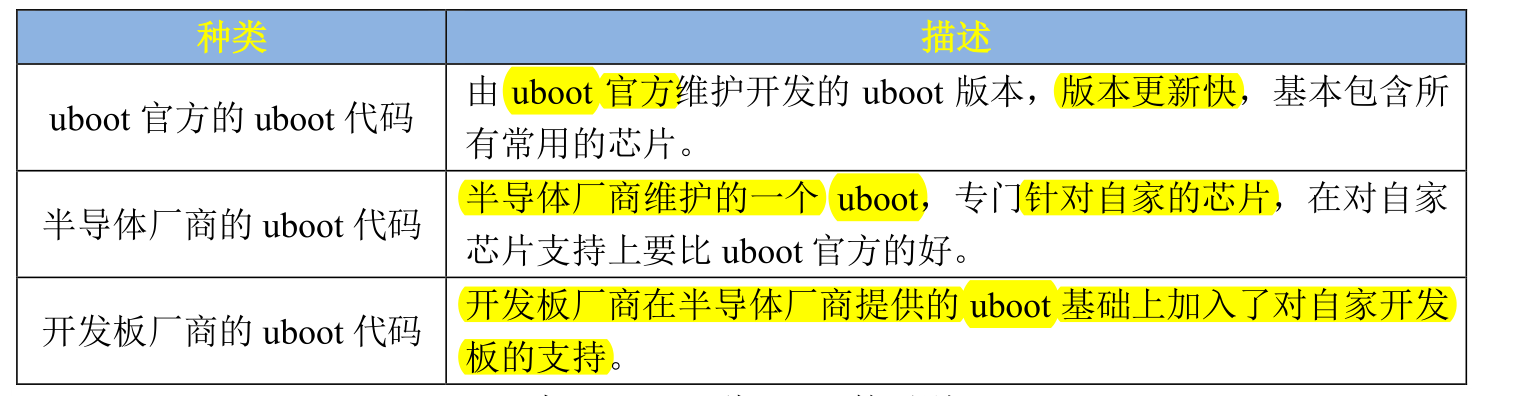 种类
描述
uboot 官方的 uboot 代码
由 uboot 官方维护开发的 uboot 版本，版本更新快，基本包含所
有常用的芯片。
半导体厂商的 uboot 代码
半导体厂商维护的一个 uboot，专门针对自家的芯片，在对自家
芯片支持上要比 uboot 官方的好。
开发板厂商的 uboot 代码
开发板厂商在半导体厂商提供的 uboot 基础上加入了对自家开发
板的支持。